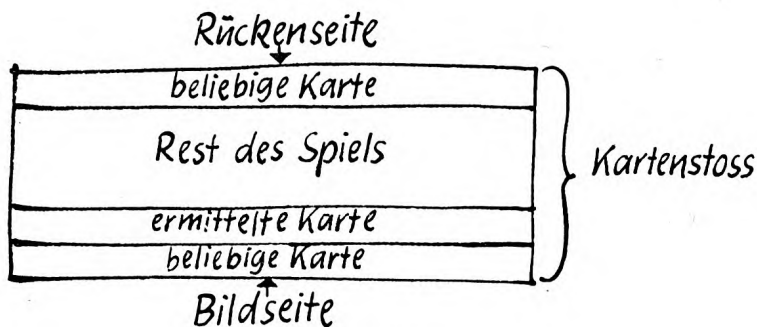 Rückenseite
beliebige Karte
Rest des Spiels
Kartenstoss
ermittelte Karte
beliebige Karte
Bildseite